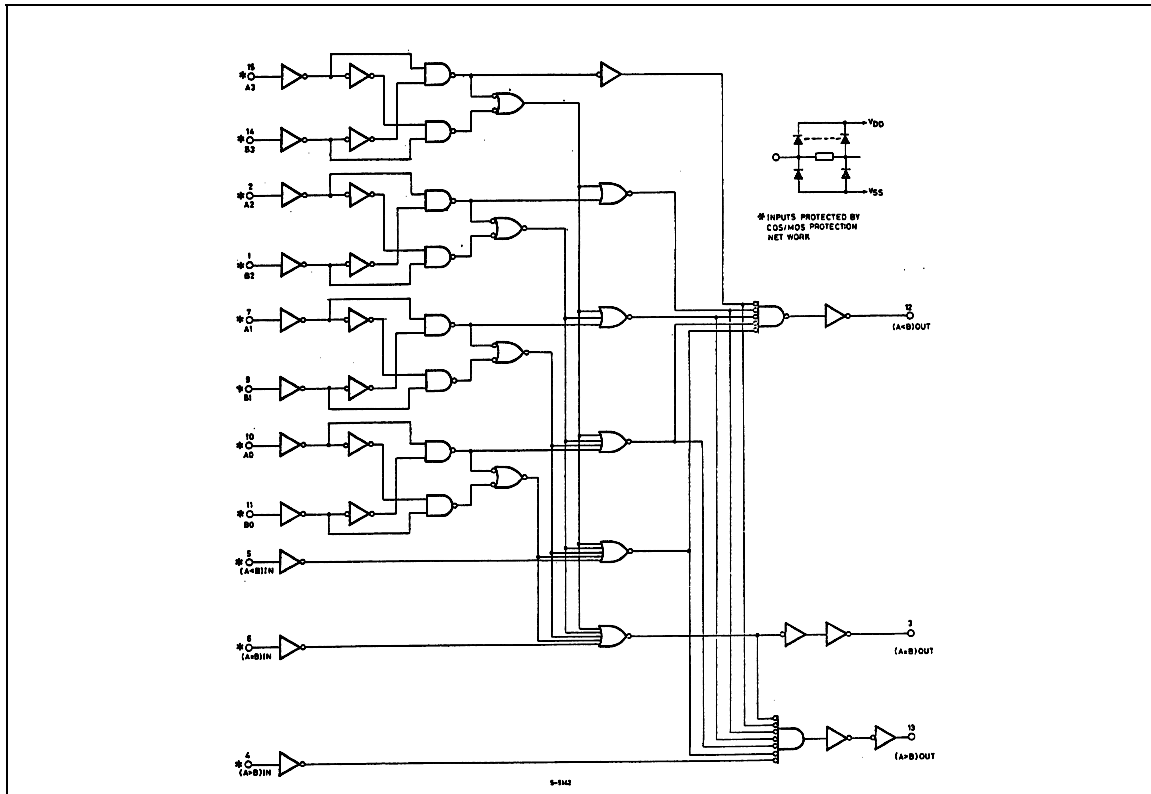 15
* A3
14
* B3
2
* A2
1
* B2
7
* A1
9
* B1
10
* A0
11
* B0
5
* (A<B)IN
6
* (A=B)IN
4
* (A>B)IN
VDD
VSS
* INPUTS PROTECTED BY
COS/MOS PROTECTION
NET WORK
12
(A<B)OUT
3
(A=B)OUT
13
(A>B)OUT
S-5142